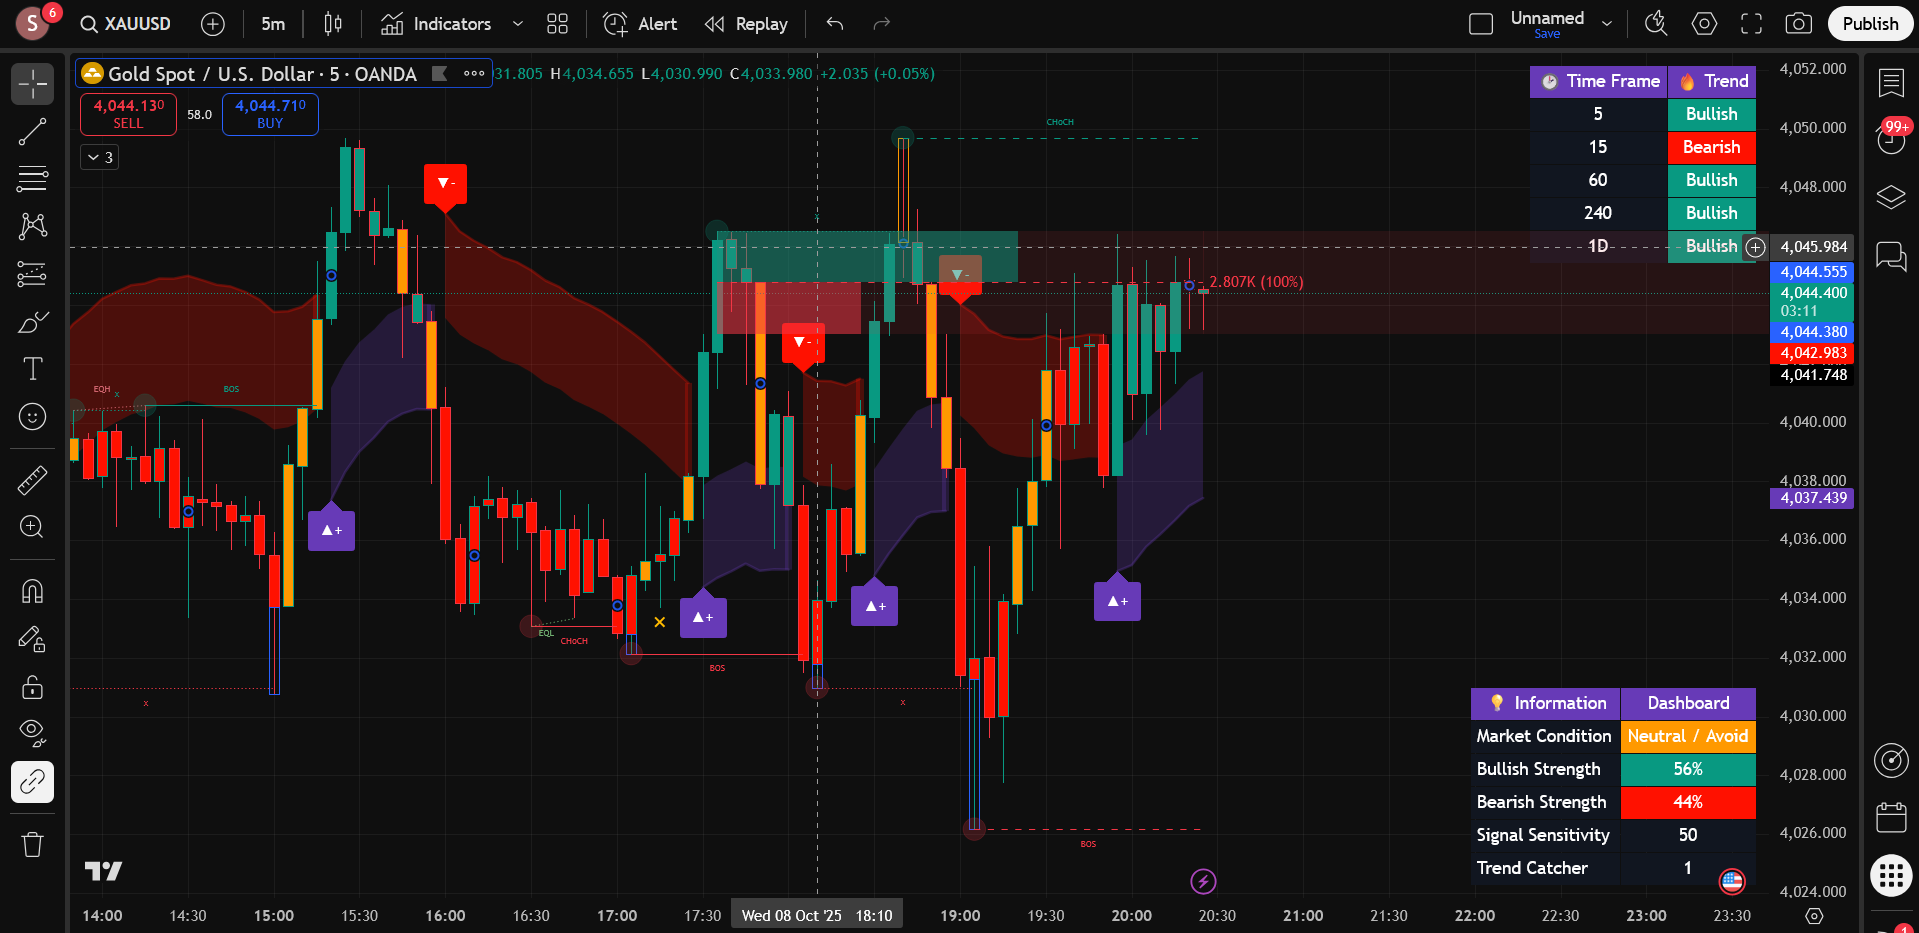 S 6 XAUUSD 5m Indicators Alert Replay Unnamed Save Publish
Gold Spot / U.S. Dollar · 5 · OANDA 31.805 H4,034.655 L4,030.990 C4,033.980 +2.035 (+0.05%)
4,044.130 SELL 58.0 4,044.710 BUY
3
Time Frame Trend
5 Bullish
15 Bearish
60 Bullish
240 Bullish
1D Bullish
4,052.000
4,050.000
4,048.000
4,045.984
4,044.555
4,044.400
03:11
4,044.380
4,042.983
4,041.748
4,040.000
4,038.000
4,037.439
4,036.000
4,034.000
4,032.000
4,030.000
4,028.000
4,026.000
4,024.000
99+
CHoCH
▼-
x
▼-
2.807K (100%)
▼-
EQH x BOS
▲+
▲+
▲+
▲+
EQL
CHoCH
BOS
x
x
BOS
Information Dashboard
Market Condition Neutral / Avoid
Bullish Strength 56%
Bearish Strength 44%
Signal Sensitivity 50
Trend Catcher 1
14:00 14:30 15:00 15:30 16:00 16:30 17:00 17:30 Wed 08 Oct '25 18:10 19:00 19:30 20:00 20:30 21:00 21:30 22:00 22:30 23:00 23:30
1